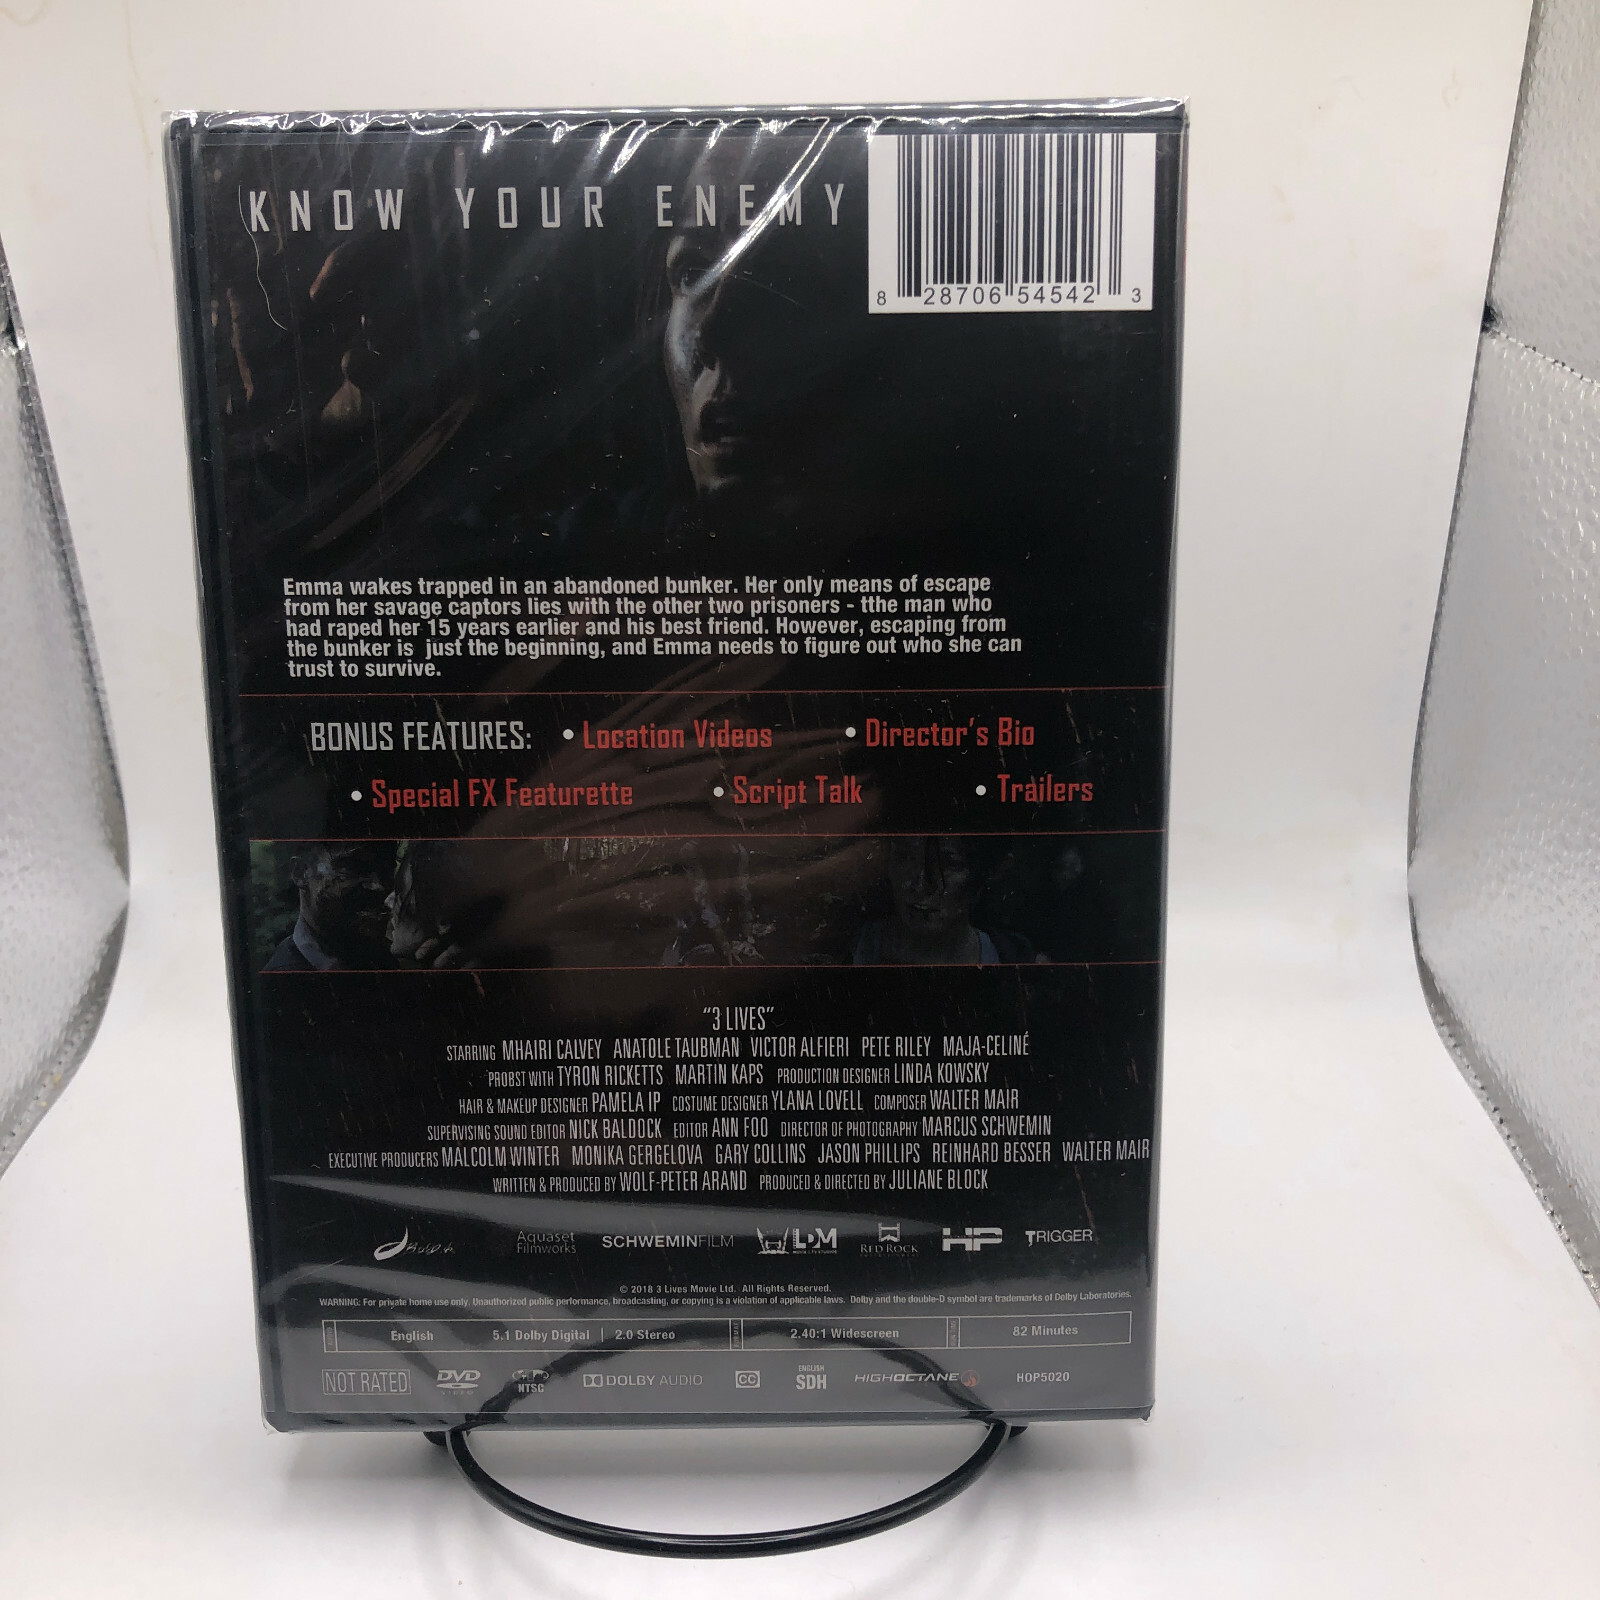 KNOW YOUR ENEMY
8 28706 54542 3
Emma wakes trapped in an abandoned bunker. Her only means of escape
from her savage captors lies with the other two prisoners - tthe man who
had raped her 15 years earlier and his best friend. However, escaping from
the bunker is just the beginning, and Emma needs to figure out who she can
trust to survive.
BONUS FEATURES: • Location Videos • Director's Bio
• Special FX Featurette • Script Talk • Trailers
"3 LIVES"
STARRING MHAIRI CALVEY ANATOLE TAUBMAN VICTOR ALFIERI PETE RILEY MAJA-CELINÉ
PROBST WITH TYRON RICKETTS MARTIN KAPS PRODUCTION DESIGNER LINDA KOWSKY
HAIR & MAKEUP DESIGNER PAMELA IP COSTUME DESIGNER YLANA LOVELL COMPOSER WALTER MAIR
SUPERVISING SOUND EDITOR NICK BALDOCK EDITOR ANN FOO DIRECTOR OF PHOTOGRAPHY MARCUS SCHWEMIN
EXECUTIVE PRODUCERS MALCOLM WINTER MONIKA GERGELOVA GARY COLLINS JASON PHILLIPS REINHARD BESSER WALTER MAIR
WRITTEN & PRODUCED BY WOLF-PETER ARAND PRODUCED & DIRECTED BY JULIANE BLOCK
Aquaset
Filmworks
SCHWEMINFILM LDM RED ROCK HP TRIGGER
© 2018 3 Lives Movie Ltd. All Rights Reserved.
WARNING: For private home use only. Unauthorized public performance, broadcasting, or copying is a violation of applicable laws. Dolby and the double-D symbol are trademarks of Dolby Laboratories.
English 5.1 Dolby Digital | 2.0 Stereo 2.40:1 Widescreen 82 Minutes
NOT RATED DVD VIDEO NTSC DOLBY AUDIO CC ENGLISH SDH HIGHOCTANE HOP5020